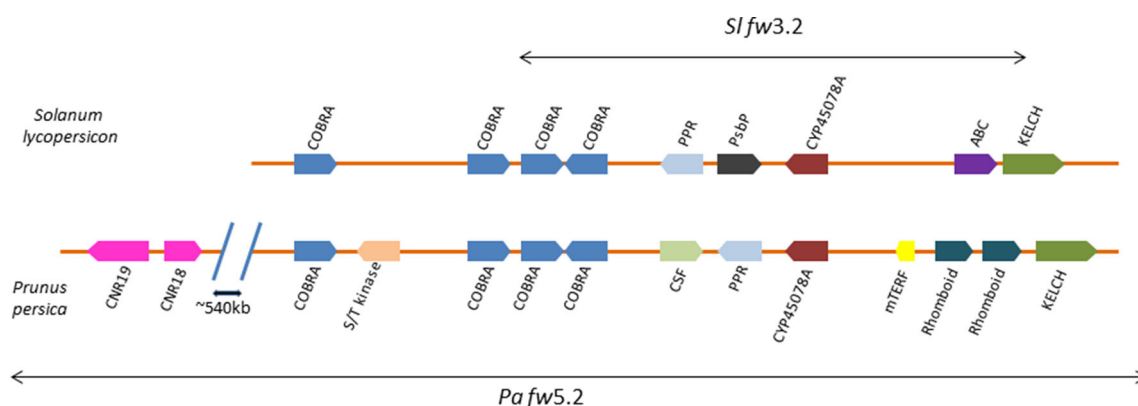 Sl fw3.2
Solanum
lycopersicon
COBRA
COBRA
COBRA
COBRA
PPR
PsbP
CYP45078A
ABC
KELCH
Prunus
persica
CNR19
CNR18
~540kb
COBRA
S/T kinase
COBRA
COBRA
COBRA
CSF
PPR
CYP45078A
mTERF
Rhomboid
Rhomboid
KELCH
Pa fw5.2